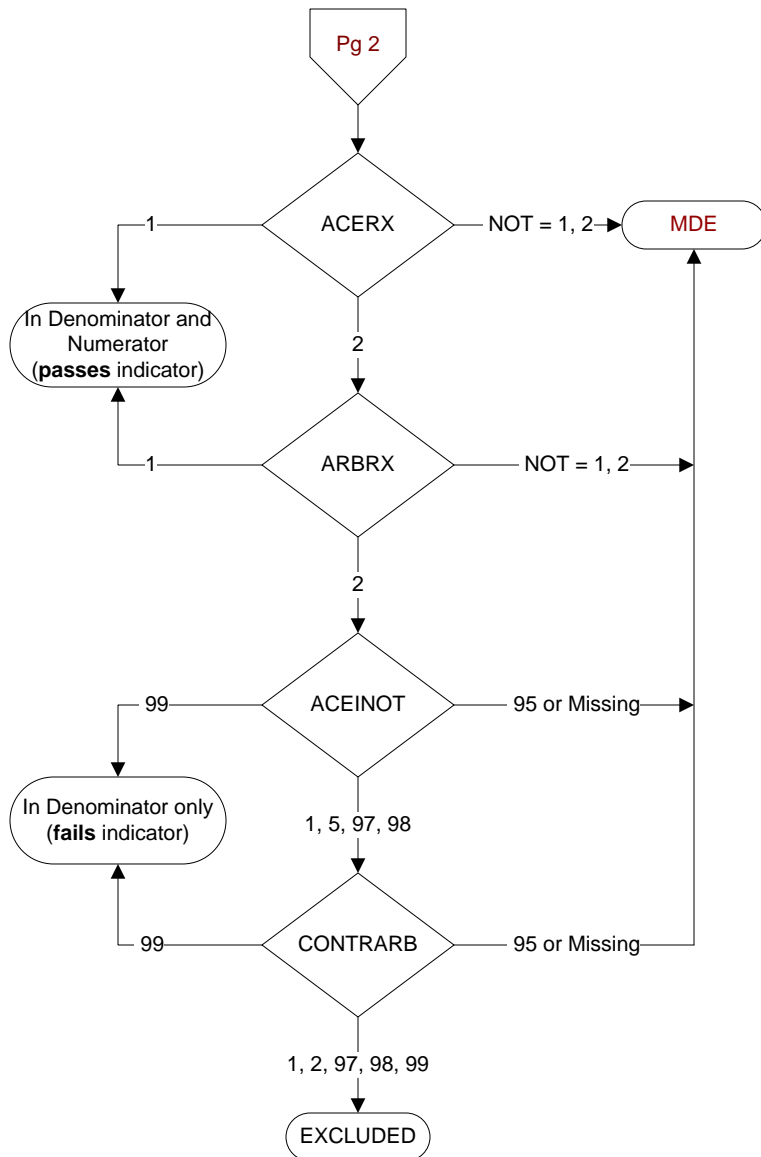 Pg 2
ACERX
1
NOT = 1, 2
MDE
In Denominator and
Numerator
(passes indicator)
2
ARBRX
1
NOT = 1, 2
2
ACEINOT
99
95 or Missing
In Denominator only
(fails indicator)
1, 5, 97, 98
CONTRARB
99
95 or Missing
1, 2, 97, 98, 99
EXCLUDED